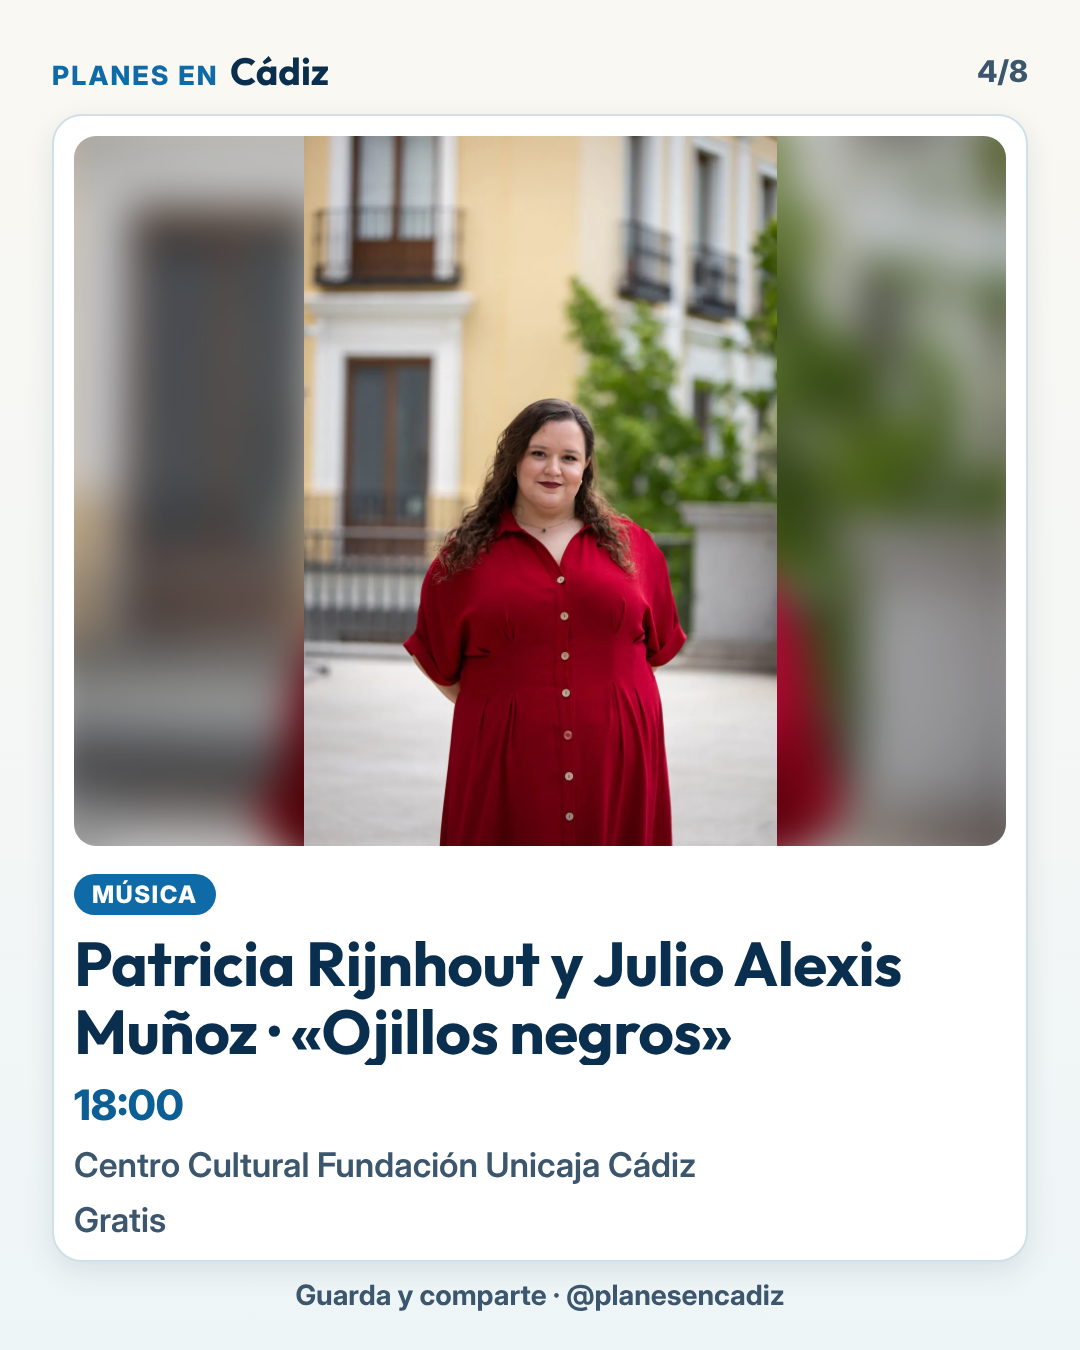 PLANES EN Cádiz
4/8
MÚSICA
Patricia Rijnhout y Julio Alexis
Muñoz · «Ojillos negros»
18:00
Centro Cultural Fundación Unicaja Cádiz
Gratis
Guarda y comparte · @planesencadiz